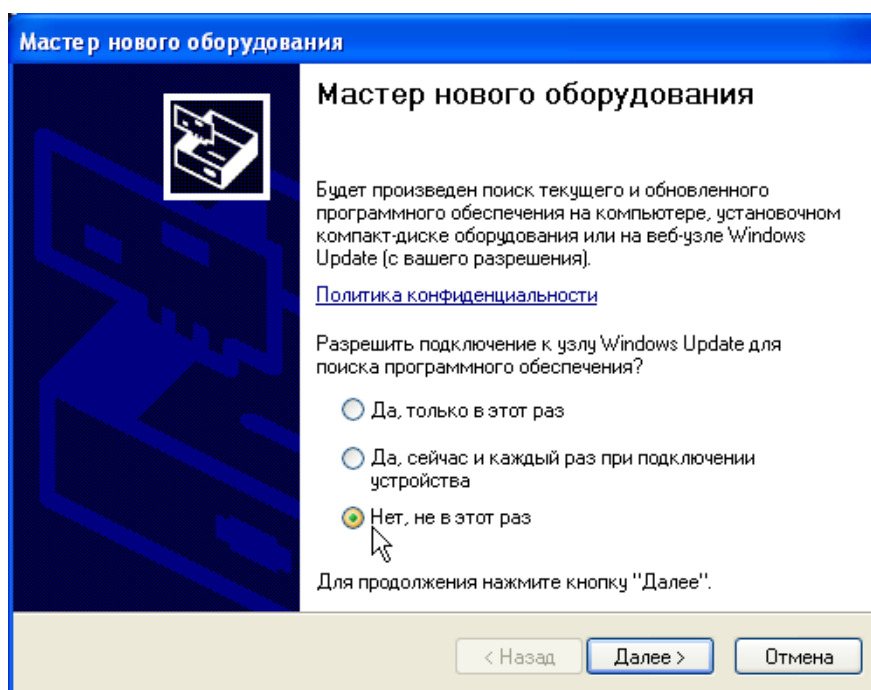 Мастер нового оборудования
Мастер нового оборудования
Будет произведен поиск текущего и обновленного
программного обеспечения на компьютере, установочном
компакт-диске оборудования или на веб-узле Windows
Update (с вашего разрешения).
Политика конфиденциальности
Разрешить подключение к узлу Windows Update для
поиска программного обеспечения?
Да, только в этот раз
Да, сейчас и каждый раз при подключении
устройства
Нет, не в этот раз
Для продолжения нажмите кнопку "Далее".
< Назад Далее > Отмена